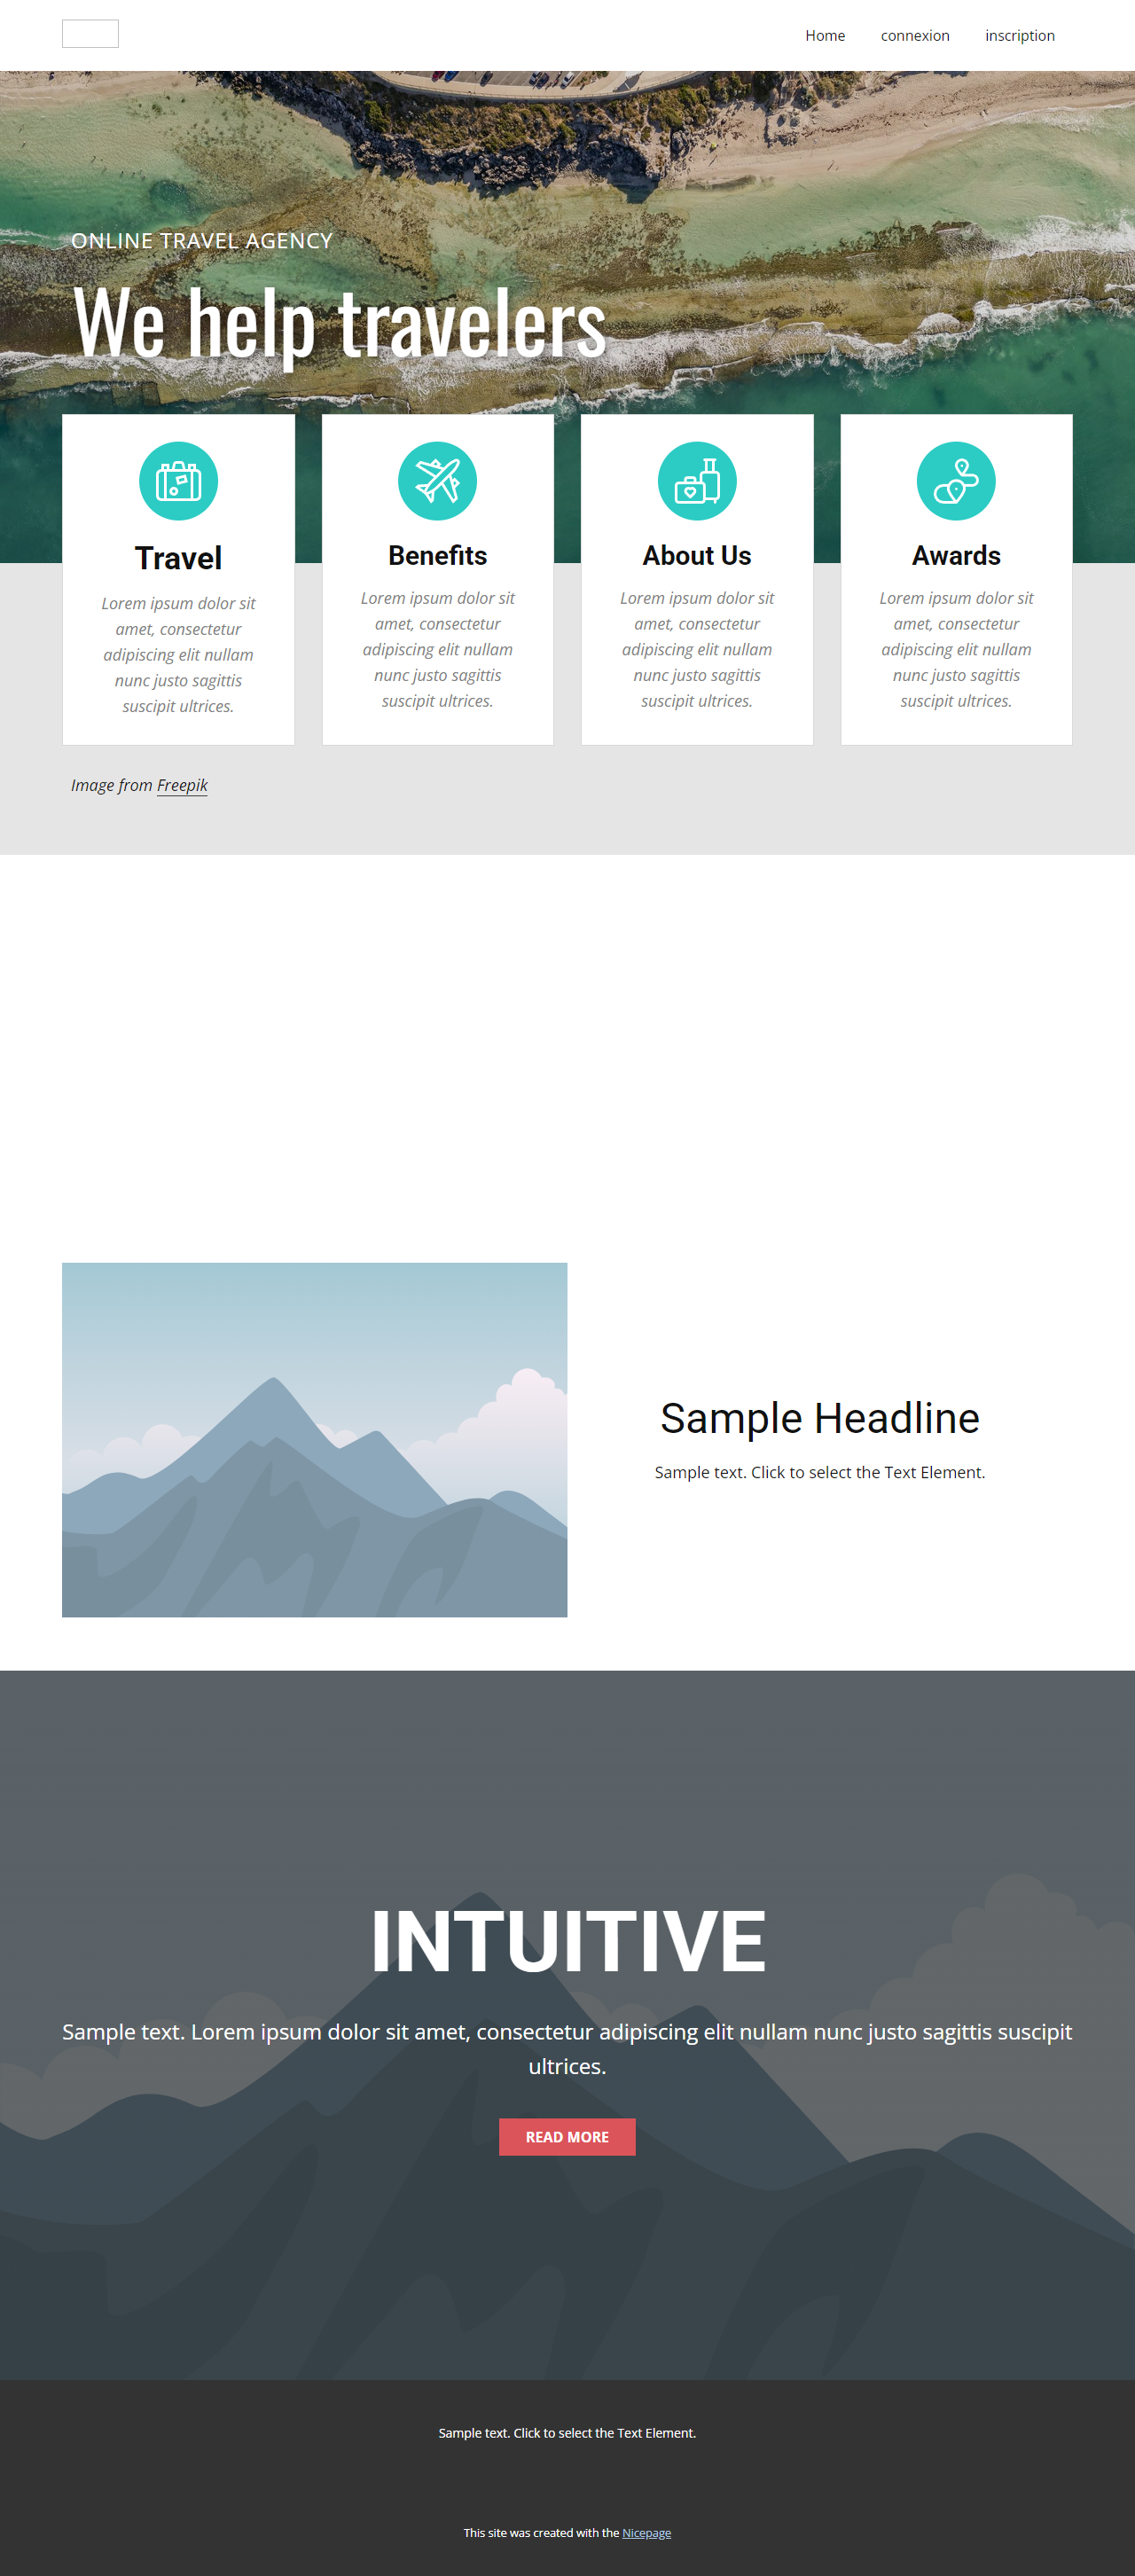 Home connexion inscription
ONLINE TRAVEL AGENCY
We help travelers
Travel
Lorem ipsum dolor sit
amet, consectetur
adipiscing elit nullam
nunc justo sagittis
suscipit ultrices.
Benefits
Lorem ipsum dolor sit
amet, consectetur
adipiscing elit nullam
nunc justo sagittis
suscipit ultrices.
About Us
Lorem ipsum dolor sit
amet, consectetur
adipiscing elit nullam
nunc justo sagittis
suscipit ultrices.
Awards
Lorem ipsum dolor sit
amet, consectetur
adipiscing elit nullam
nunc justo sagittis
suscipit ultrices.
Image from Freepik
Sample Headline
Sample text. Click to select the Text Element.
INTUITIVE
Sample text. Lorem ipsum dolor sit amet, consectetur adipiscing elit nullam nunc justo sagittis suscipit
ultrices.
READ MORE
Sample text. Click to select the Text Element.
This site was created with the Nicepage